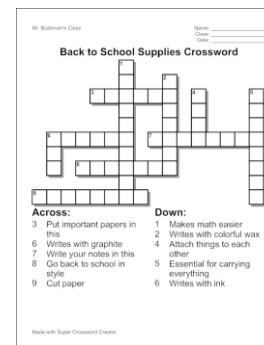 Mr. Bushman's Class
Name:
Class:
Date:
Back to School Supplies Crossword
1
2
3
4
5
6
7
8
9
Across:
3 Put important papers in
this
6 Writes with graphite
7 Write your notes in this
8 Go back to school in
style
9 Cut paper
Down:
1 Makes math easier
2 Writes with colorful wax
4 Attach things to each
other
5 Essential for carrying
everything
6 Writes with ink
Made with Super Crossword Creator